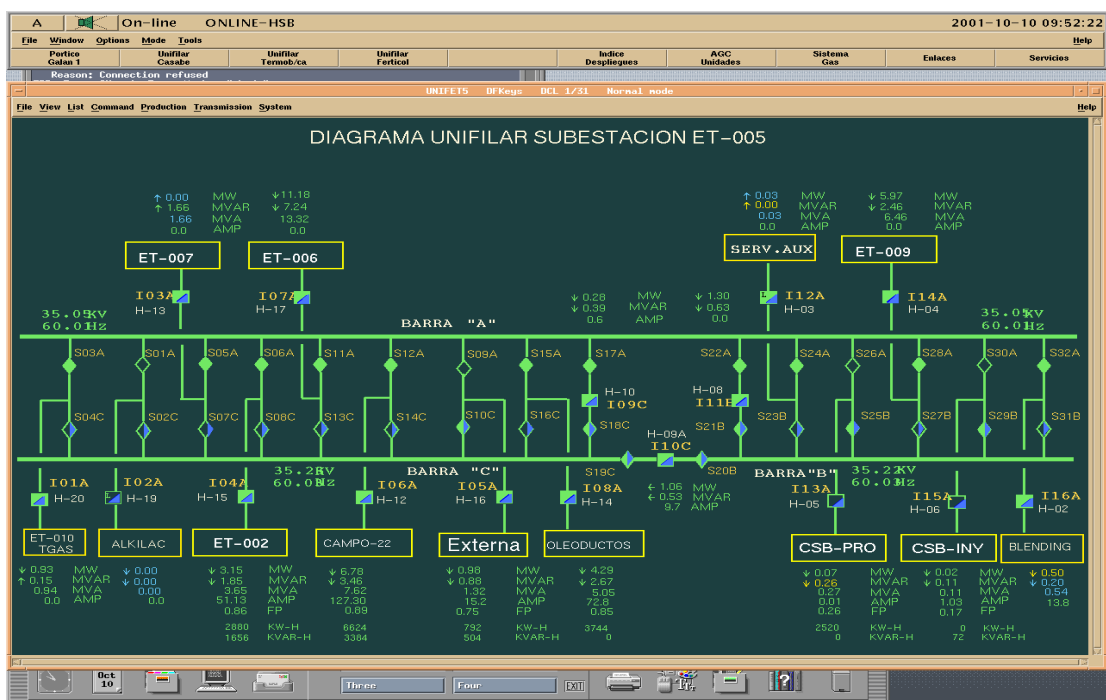 A On-line ONLINE-HSB 2001-10-10 09:52:22
File Window Options Mode Tools Help
Portico Galan 1 Unifilar Casabe Unifilar Termob/ca Unifilar Fertical Indice Despliegues AGC Unidades Sistema Gas Enlaces Servicios
Reason: Connection refused
UNIFET5 DFKeys DCL 1/31 Normal mode
File View List Command Production Transmission System Help
DIAGRAMA UNIFILAR SUBESTACION ET-005
↑ 0.00 MW ↓11.18 ↑ 0.03 MW ↓ 5.97
↑ 1.66 MVAR ↓ 7.24 ↑ 0.00 MVAR ↓ 2.46
1.66 MVA 13.32 0.03 MVA 6.46
0.0 AMP 0.0 0.0 AMP 0.0
ET-007 ET-006 SERV.AUX ET-009
I03A I07A I12A I14A
H-13 H-17 H-03 H-04
↓ 0.28 MW ↓ 1.30
↓ 0.39 MVAR ↓ 0.63
0.6 AMP 0.0
35.05KV 35.05KV
60.01HZ BARRA "A" 60.01HZ
S03A S01A S05A S06A S11A S12A S09A S15A S17A S22A S24A S26A S28A S30A S32A
H-10 H-08
I09C I11B
S04C S02C S07C S08C S13C S14C S10C S16C S18C S21B S23B S25B S27B S29B S31B
H-09A
I10C
S19C S20B
35.2 KV BARRA "C" BARRA"B" 35.22KV
60.0 HZ 60.0 HZ
I01A I02A I04A I06A I05A I08A I13A I15A I16A
H-20 H-19 H-15 H-12 H-16 H-14 H-05 H-06 H-02
← 1.06 MW
← 0.53 MVAR
9.7 AMP
ET-010 TGAS ALKILAC ET-002 CAMPO-22 Externa OLEODUCTOS CSB-PRO CSB-INY BLENDING
↓ 0.93 MW ↓ 0.00 ↓ 3.15 MW ↓ 6.78 ↓ 0.98 MW ↓ 4.29 ↓ 0.07 MW ↓ 0.02 MW ↓ 0.50
↑ 0.15 MVAR ↓ 0.00 ↓ 1.85 MVAR ↓ 3.46 ↓ 0.88 MVAR ↓ 2.67 ↓ 0.26 MVAR ↓ 0.11 MVAR ↓ 0.20
0.94 MVA 0.00 3.65 MVA 7.62 1.32 MVA 5.05 0.27 MVA 0.11 MVA 0.54
0.0 AMP 0.0 51.13 AMP 127.30 15.2 AMP 72.8 0.01 AMP 1.03 AMP 13.8
0.86 FP 0.89 0.75 FP 0.85 0.26 FP 0.17 FP
2880 KW-H 6624 792 KW-H 3744 2520 KW-H 0 KW-H
1656 KVAR-H 3384 504 KVAR-H 0 0 KVAR-H 72 KVAR-H
Oct 10 Three Four EXIT